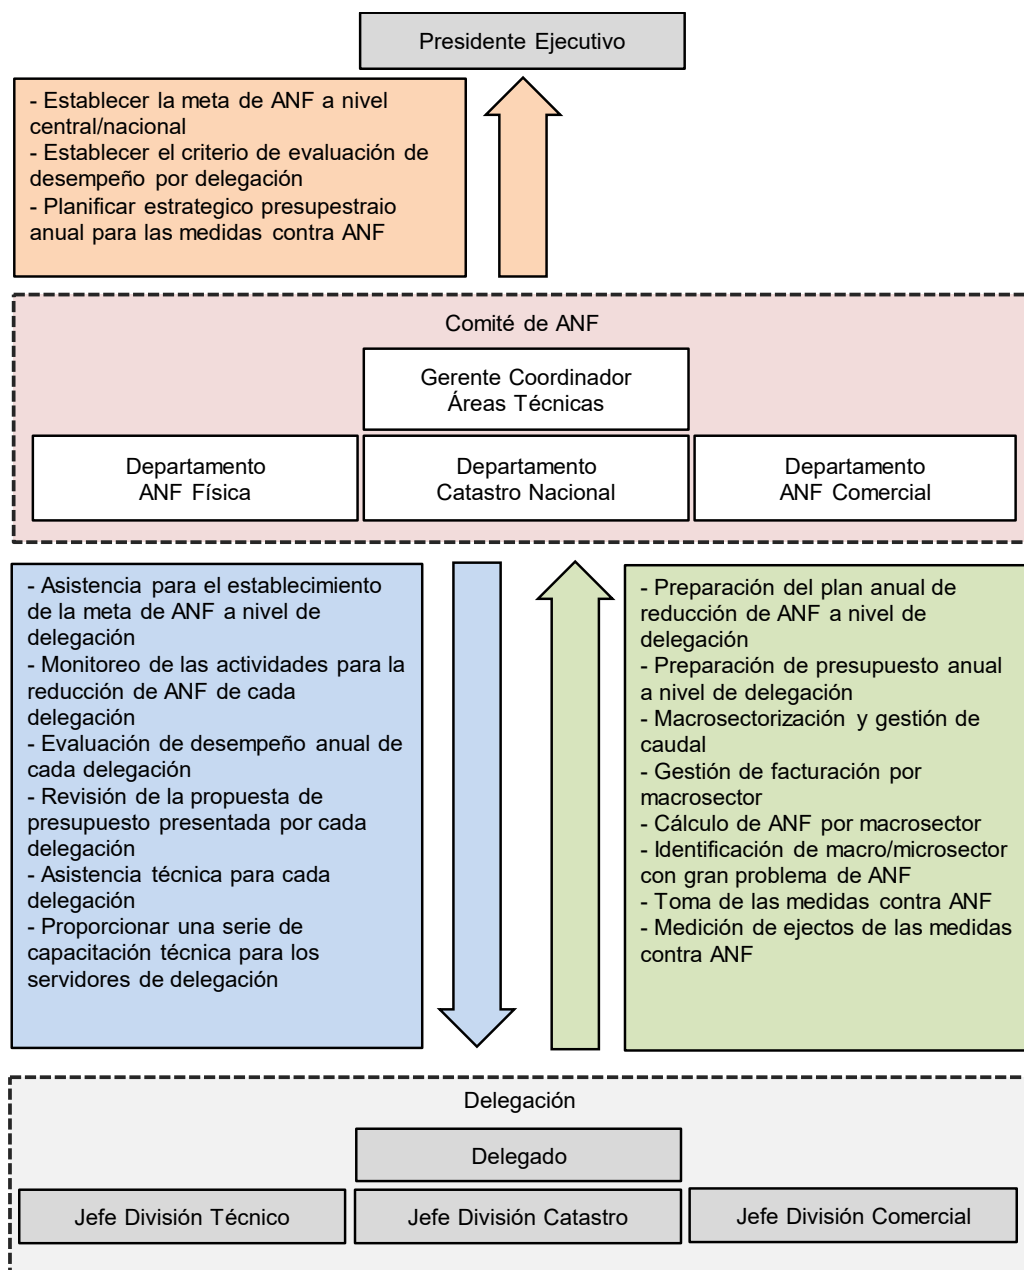 Presidente Ejecutivo
- Establecer la meta de ANF a nivel
central/nacional
- Establecer el criterio de evaluación de
desempeño por delegación
- Planificar estrategico presupestraio
anual para las medidas contra ANF
Comité de ANF
Gerente Coordinador
Áreas Técnicas
Departamento
ANF Física
Departamento
Catastro Nacional
Departamento
ANF Comercial
- Asistencia para el establecimiento
de la meta de ANF a nivel de
delegación
- Monitoreo de las actividades para la
reducción de ANF de cada
delegación
- Evaluación de desempeño anual de
cada delegación
- Revisión de la propuesta de
presupuesto presentada por cada
delegación
- Asistencia técnica para cada
delegación
- Proporcionar una serie de
capacitación técnica para los
servidores de delegación
- Preparación del plan anual de
reducción de ANF a nivel de
delegación
- Preparación de presupuesto anual
a nivel de delegación
- Macrosectorización y gestión de
caudal
- Gestión de facturación por
macrosector
- Cálculo de ANF por macrosector
- Identificación de macro/microsector
con gran problema de ANF
- Toma de las medidas contra ANF
- Medición de ejectos de las medidas
contra ANF
Delegación
Delegado
Jefe División Técnico
Jefe División Catastro
Jefe División Comercial